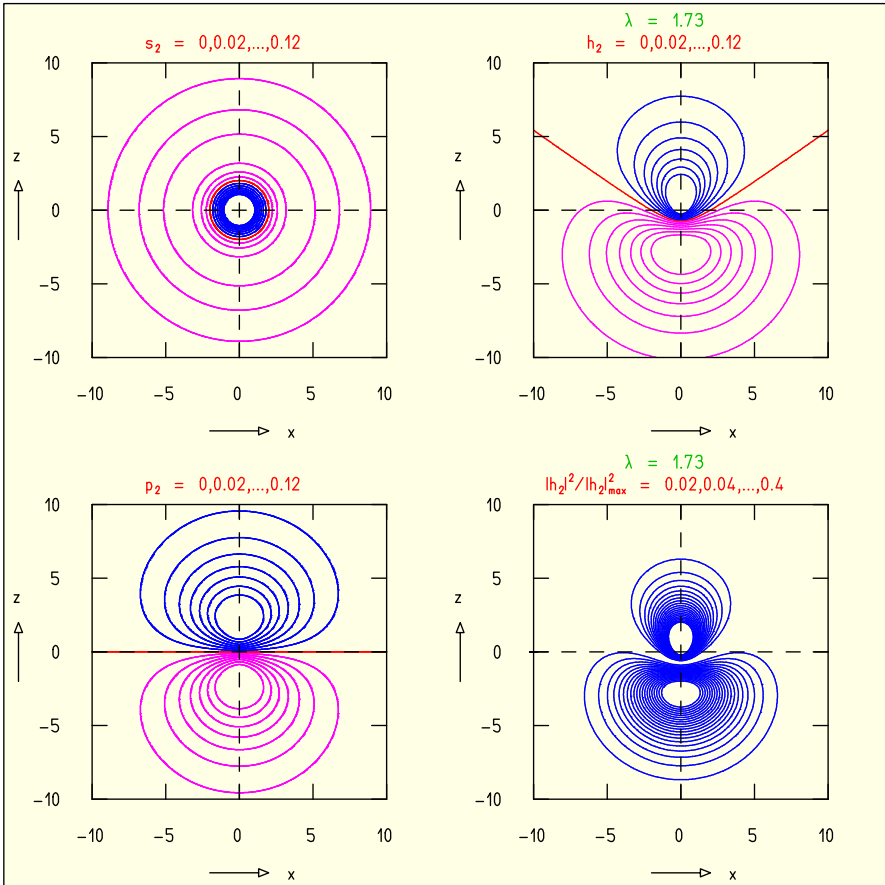 λ = 1.73
s₂ = 0,0.02,...,0.12
h₂ = 0,0.02,...,0.12
10
5
0
−5
−10
z
−10
−5
0
5
10
x
10
5
0
−5
−10
z
−10
−5
0
5
10
x
λ = 1.73
p₂ = 0,0.02,...,0.12
|h₂|²/|h₂|²max = 0.02,0.04,...,0.4
10
5
0
−5
−10
z
−10
−5
0
5
10
x
10
5
0
−5
−10
z
−10
−5
0
5
10
x